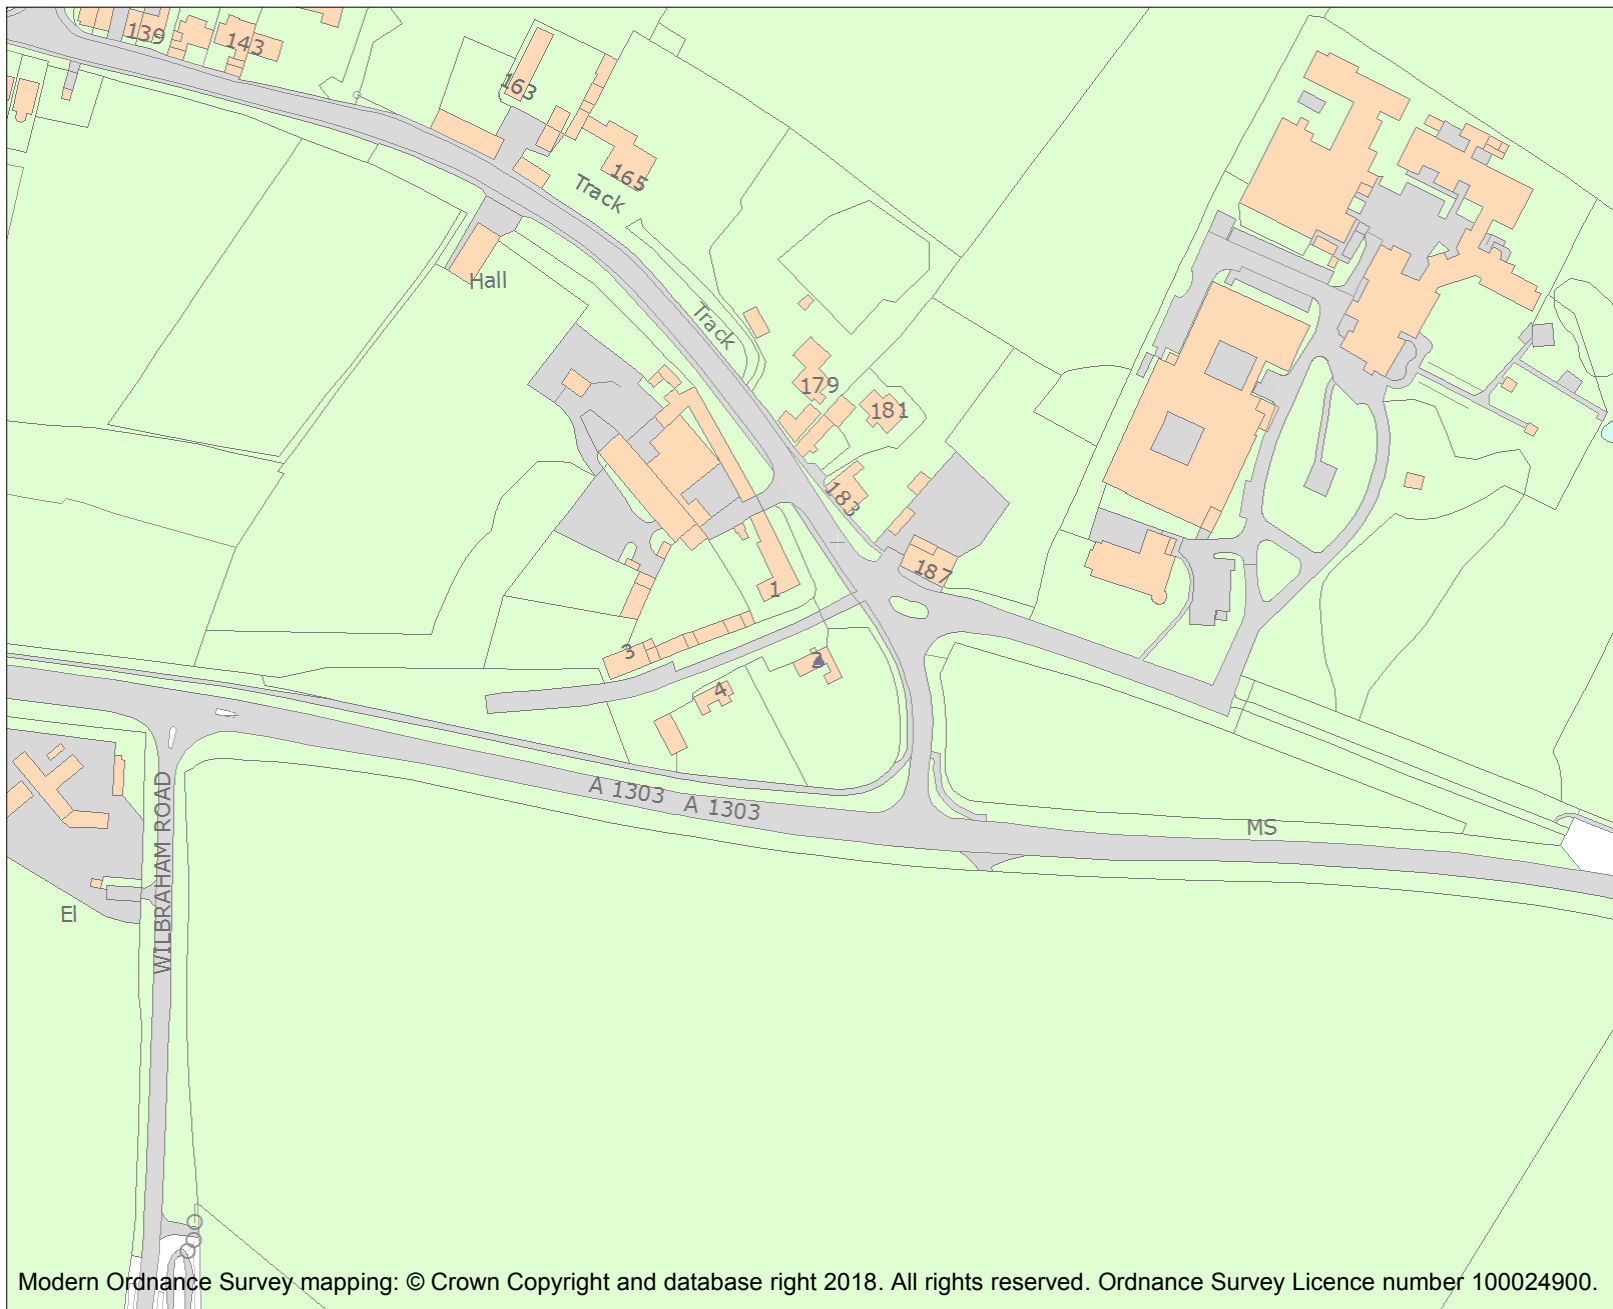 139
143
163
165
Track
Hall
Track
179
181
183
187
1
3
2
4
A 1303 A 1303
MS
WILBRAHAM ROAD
El
Modern Ordnance Survey mapping: © Crown Copyright and database right 2018. All rights reserved. Ordnance Survey Licence number 100024900.